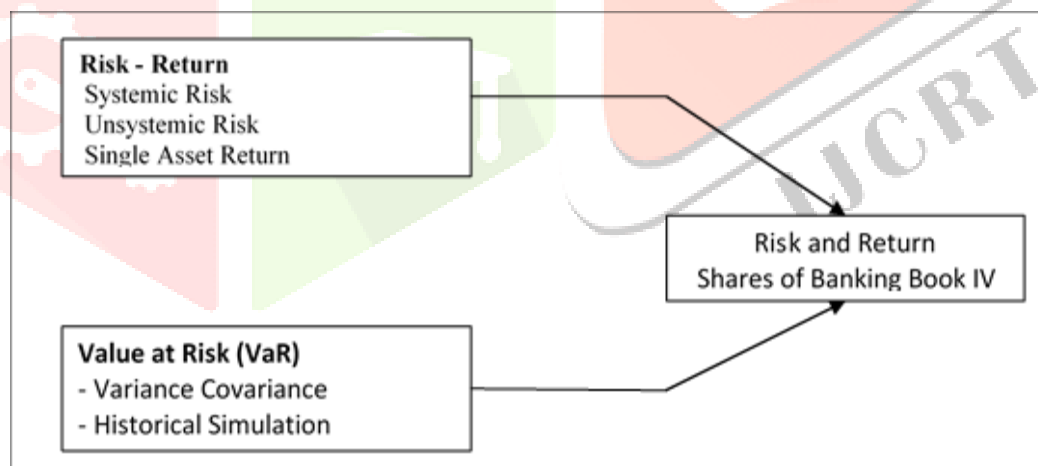 Risk - Return
Systemic Risk
Unsystemic Risk
Single Asset Return
IJCRT
Risk and Return
Shares of Banking Book IV
Value at Risk (VaR)
- Variance Covariance
- Historical Simulation